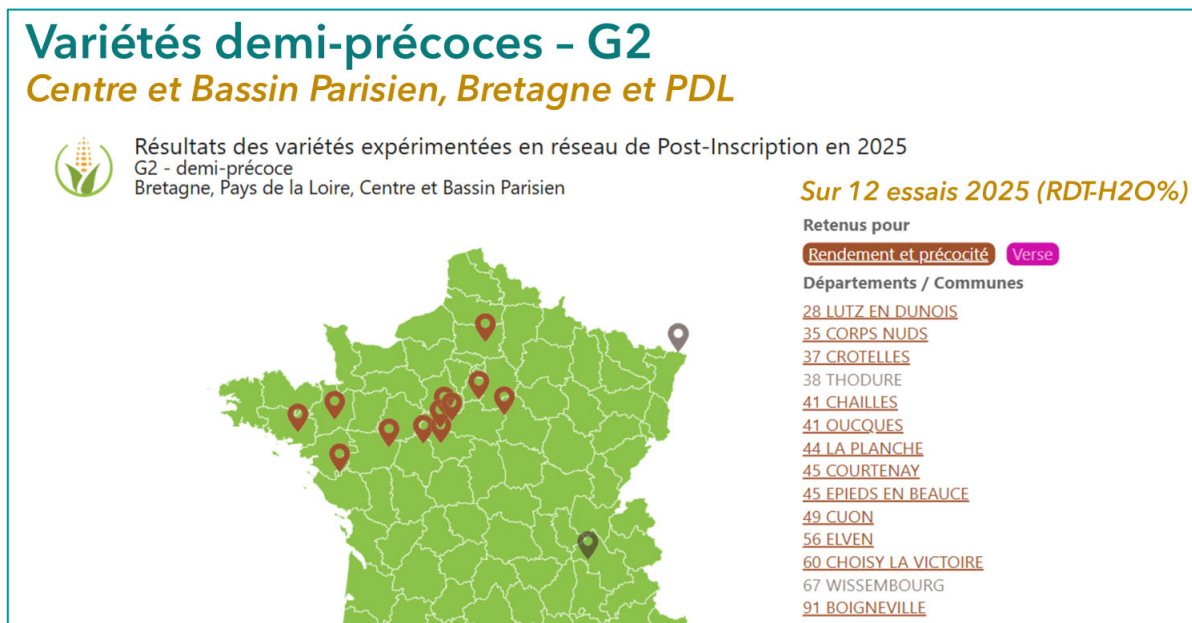 Variétés demi-précoces – G2
Centre et Bassin Parisien, Bretagne et PDL
Résultats des variétés expérimentées en réseau de Post-Inscription en 2025
G2 - demi-précoce
Bretagne, Pays de la Loire, Centre et Bassin Parisien
Sur 12 essais 2025 (RDT-H2O%)
Retenus pour
Rendement et précocité Verse
Départements / Communes
28 LUTZ EN DUNOIS
35 CORPS NUDS
37 CROTELLES
38 THODURE
41 CHAILLES
41 OUCQUES
44 LA PLANCHE
45 COURTENAY
45 EPIEDS EN BEAUCE
49 CUON
56 ELVEN
60 CHOISY LA VICTOIRE
67 WISSEMBOURG
91 BOIGNEVILLE